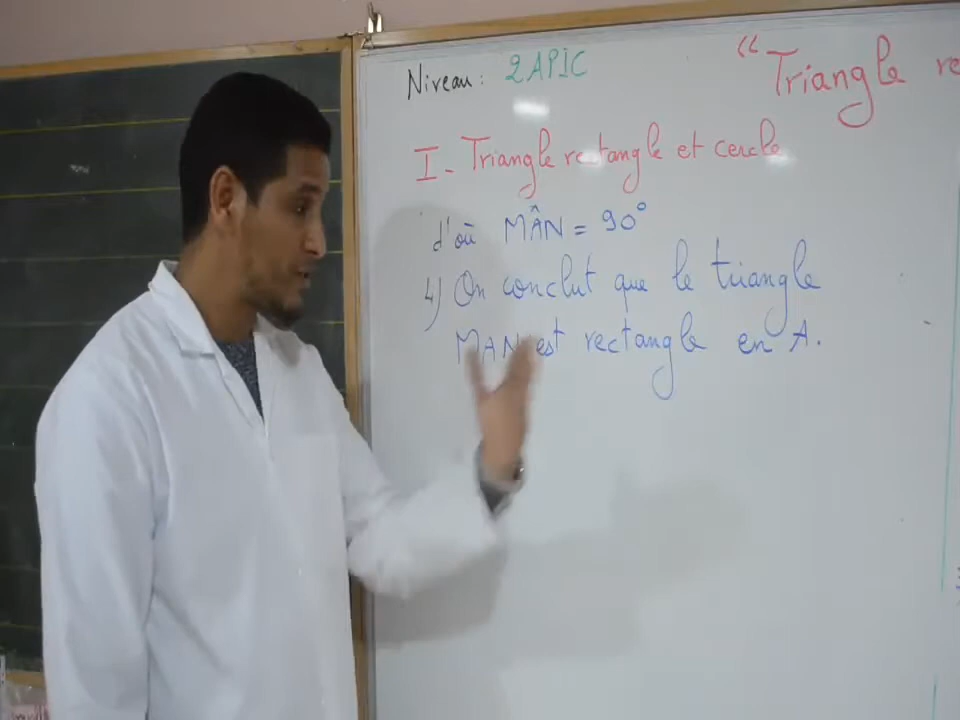 Niveau: 2APIC
“Triangle re
I- Triangle rectangle et cercle
d'où MÂN = 90°
4) On conclut que le triangle
MAN est rectangle en A.